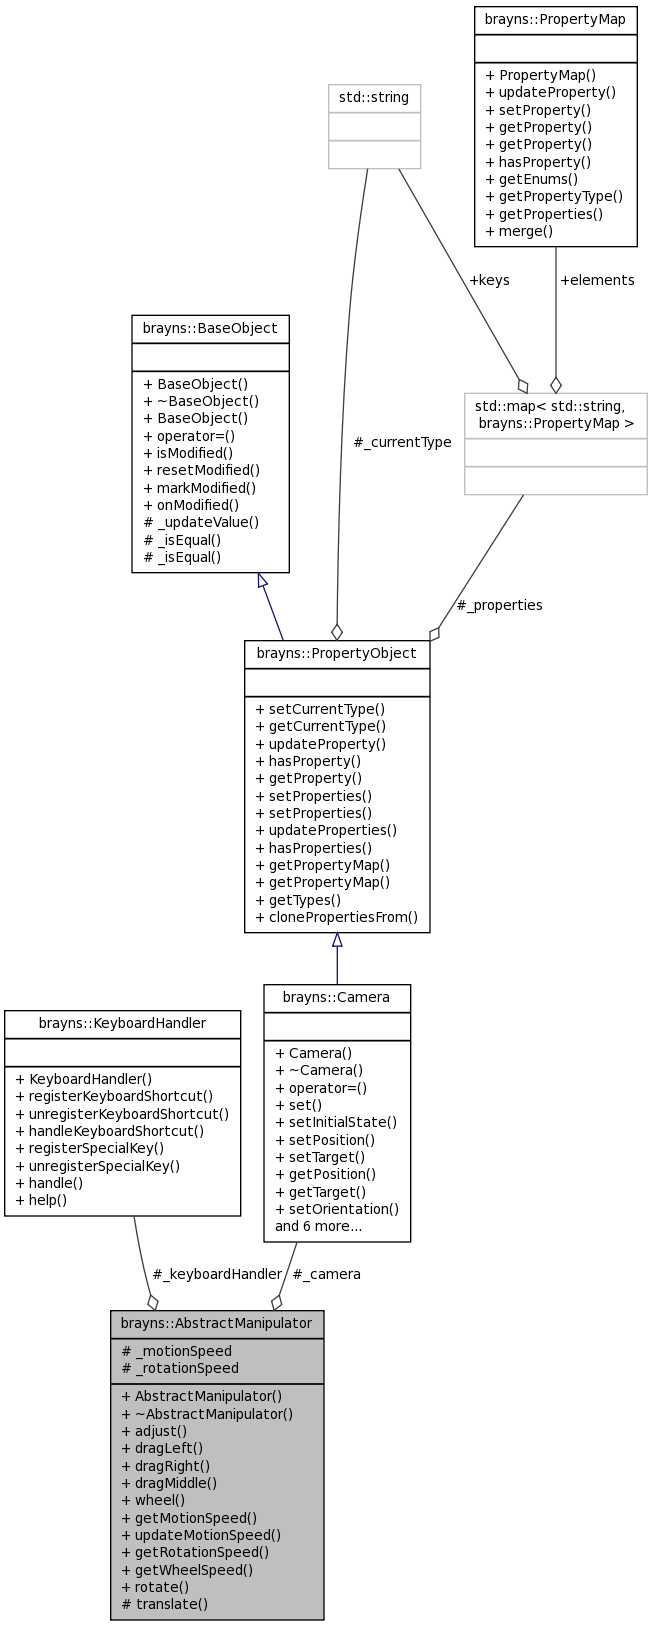 brayns::PropertyMap
+ PropertyMap()
+ updateProperty()
+ setProperty()
+ getProperty()
+ getProperty()
+ hasProperty()
+ getEnums()
+ getPropertyType()
+ getProperties()
+ merge()
std::string
+keys
+elements
brayns::BaseObject
+ BaseObject()
+ ~BaseObject()
+ BaseObject()
+ operator=()
+ isModified()
+ resetModified()
+ markModified()
+ onModified()
# _updateValue()
# _isEqual()
# _isEqual()
std::map< std::string,
brayns::PropertyMap >
#_currentType
#_properties
brayns::PropertyObject
+ setCurrentType()
+ getCurrentType()
+ updateProperty()
+ hasProperty()
+ getProperty()
+ setProperties()
+ setProperties()
+ updateProperties()
+ hasProperties()
+ getPropertyMap()
+ getPropertyMap()
+ getTypes()
+ clonePropertiesFrom()
brayns::Camera
+ Camera()
+ ~Camera()
+ operator=()
+ set()
+ setInitialState()
+ setPosition()
+ setTarget()
+ getPosition()
+ getTarget()
+ setOrientation()
and 6 more...
brayns::KeyboardHandler
+ KeyboardHandler()
+ registerKeyboardShortcut()
+ unregisterKeyboardShortcut()
+ handleKeyboardShortcut()
+ registerSpecialKey()
+ unregisterSpecialKey()
+ handle()
+ help()
#_keyboardHandler
#_camera
brayns::AbstractManipulator
# _motionSpeed
# _rotationSpeed
+ AbstractManipulator()
+ ~AbstractManipulator()
+ adjust()
+ dragLeft()
+ dragRight()
+ dragMiddle()
+ wheel()
+ getMotionSpeed()
+ updateMotionSpeed()
+ getRotationSpeed()
+ getWheelSpeed()
+ rotate()
# translate()